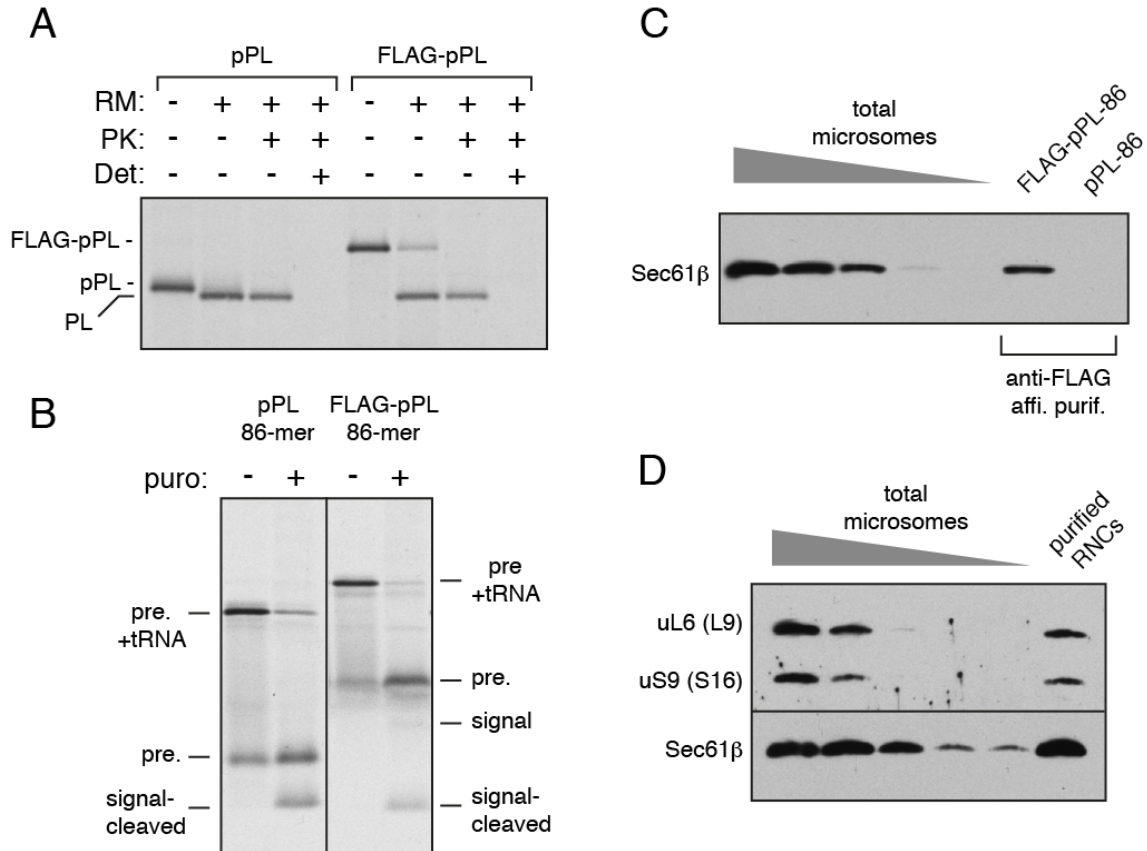 A
pPL FLAG-pPL
RM: - + + + - + + +
PK: - - + + - - + +
Det: - - - + - - - +
FLAG-pPL -
pPL -
PL
B
pPL
86-mer
FLAG-pPL
86-mer
puro: - + - +
pre.
+tRNA
pre.
signal-
cleaved
pre
+tRNA
pre.
signal
signal-
cleaved
C
total
microsomes
FLAG-pPL-86
pPL-86
Sec61β
anti-FLAG
affi. purif.
D
total
microsomes
purified
RNCs
uL6 (L9)
uS9 (S16)
Sec61β